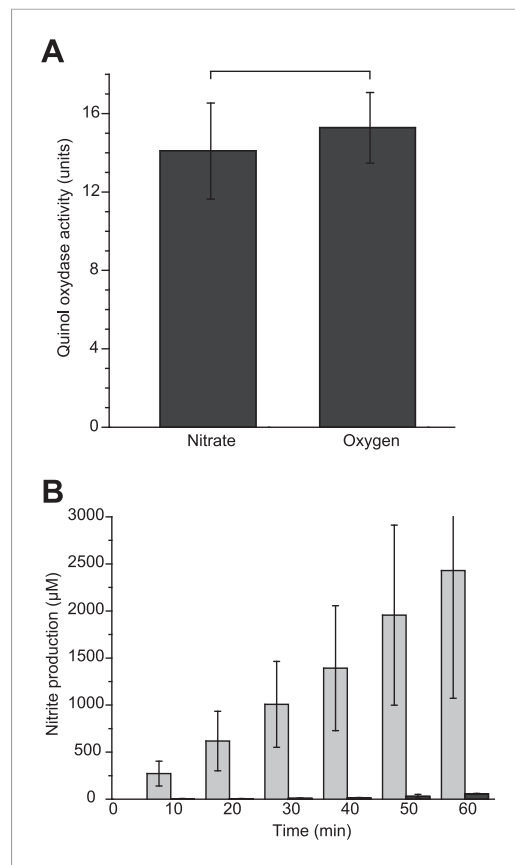 A
Quinol oxydase activity (units)
16
12
8
4
0
Nitrate Oxygen
B
Nitrite production (µM)
3000
2500
2000
1500
1000
500
0
0 10 20 30 40 50 60
Time (min)